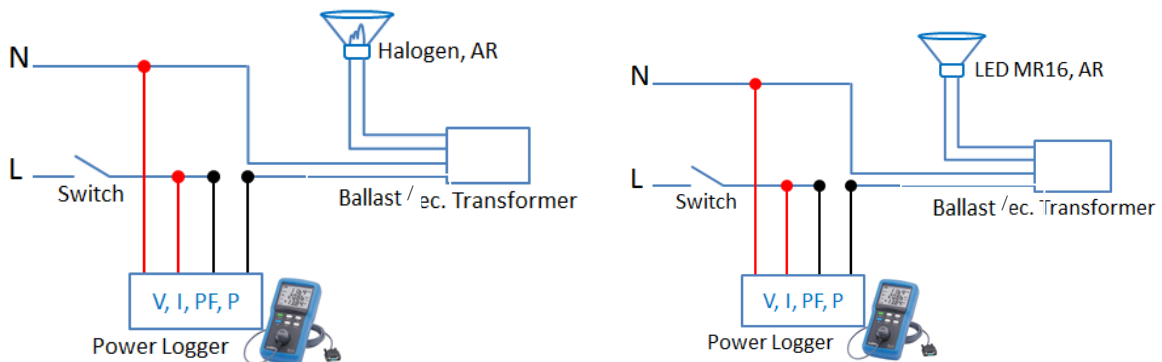 N
Halogen, AR
L
Switch
Ballast / ec. Transformer
V, I, PF, P
Power Logger
N
LED MR16, AR
L
Switch
Ballast / ec. Transformer
V, I, PF, P
Power Logger